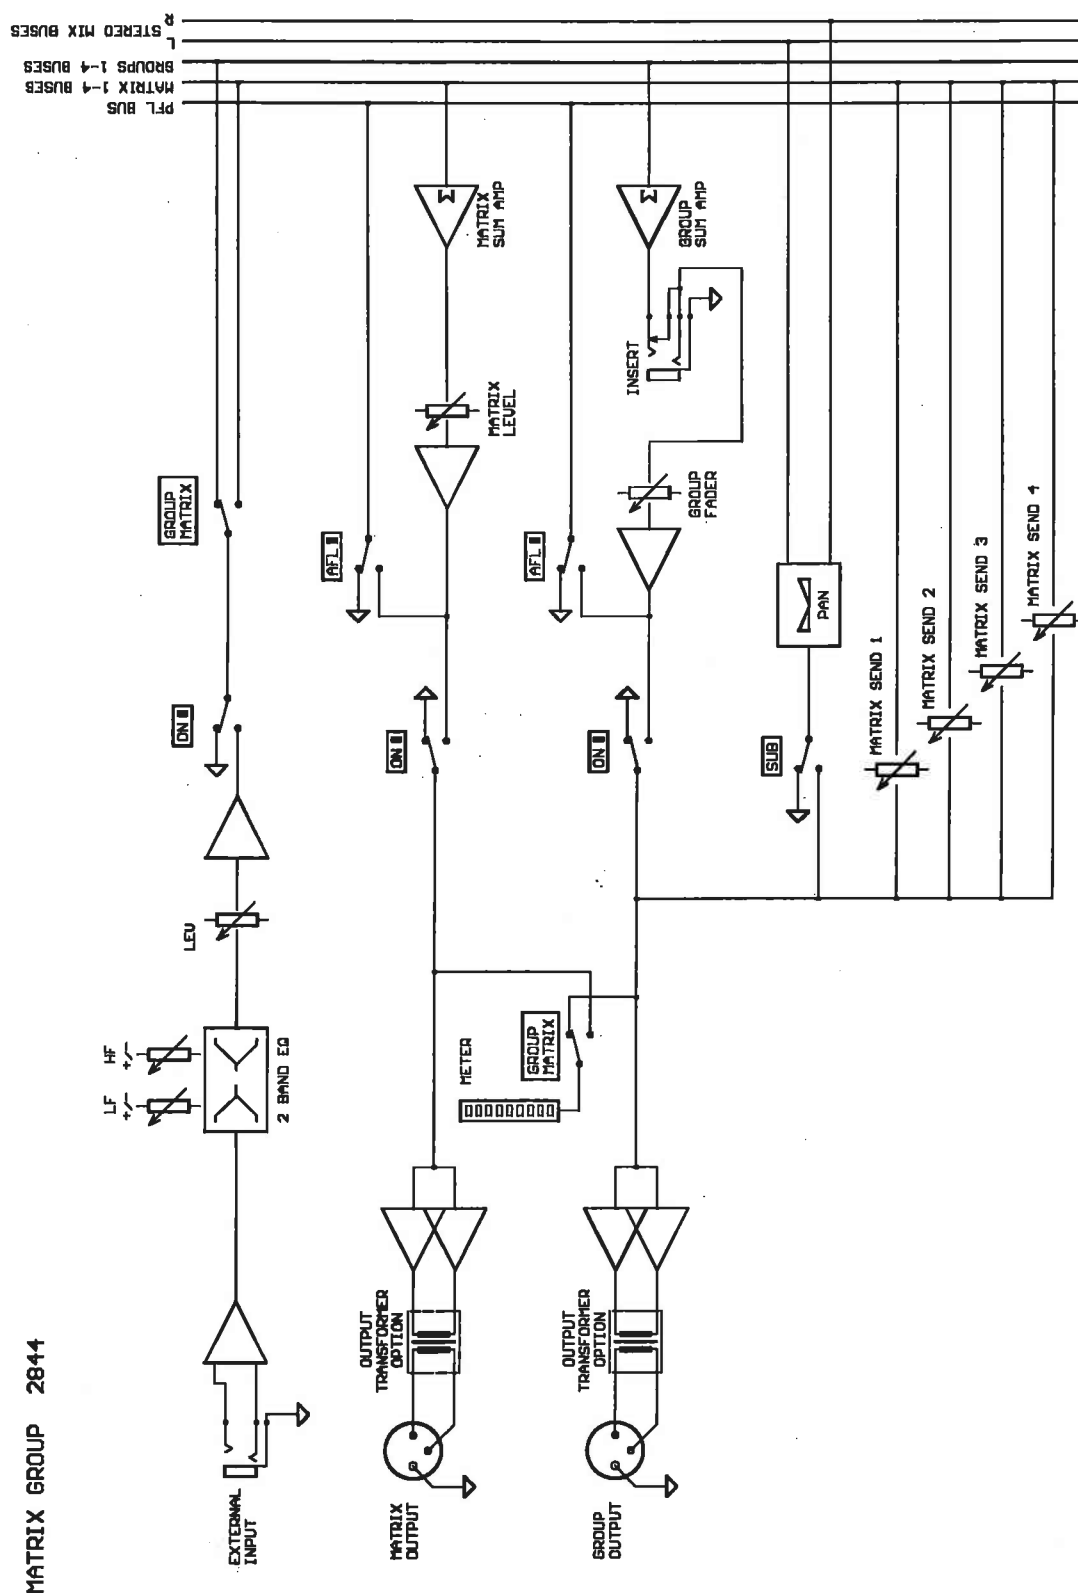 MATRIX GROUP 2844
R
STEREO MIX BUSES
L
GROUPS 1-4 BUSES
MATRIX 1-4 BUSES
PFL BUS
EXTERNAL
INPUT
LF
+/-
HF
+/-
2 BAND EQ
LEV
ON
GROUP
MATRIX
MATRIX
OUTPUT
OUTPUT
TRANSFORMER
OPTION
METER
GROUP
MATRIX
ON
AFL
MATRIX
LEVEL
Σ
MATRIX
SUM AMP
GROUP
OUTPUT
OUTPUT
TRANSFORMER
OPTION
ON
AFL
GROUP
FADER
INSERT
Σ
GROUP
SUM AMP
SUB
PAN
MATRIX SEND 1
MATRIX SEND 2
MATRIX SEND 3
MATRIX SEND 4